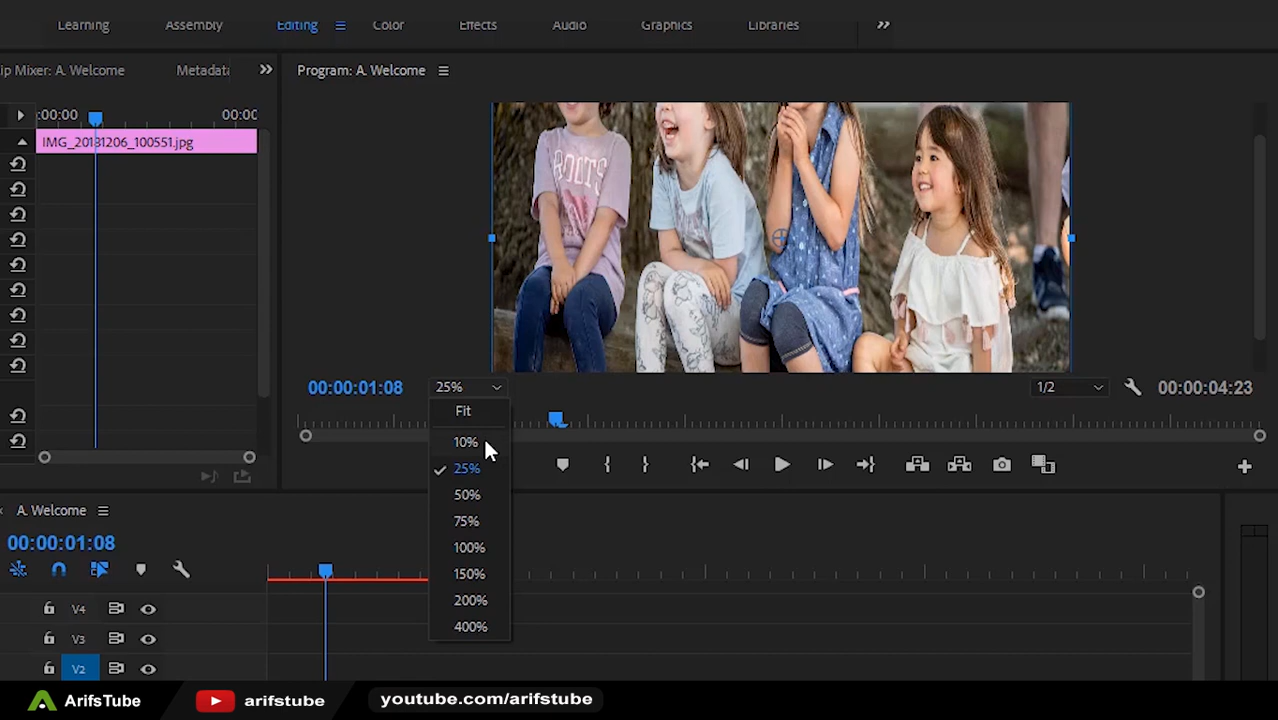 Learning Assembly Editing Color Effects Audio Graphics Libraries
ip Mixer: A. Welcome Metadata
Program: A. Welcome
:00:00 00:00
IMG_20181206_100551.jpg
ROOTS
00:00:01:08 25% 1/2 00:00:04:23
Fit
10%
25%
50%
75%
100%
150%
200%
400%
A. Welcome
00:00:01:08
V4
V3
V2
ArifsTube arifstube youtube.com/arifstube